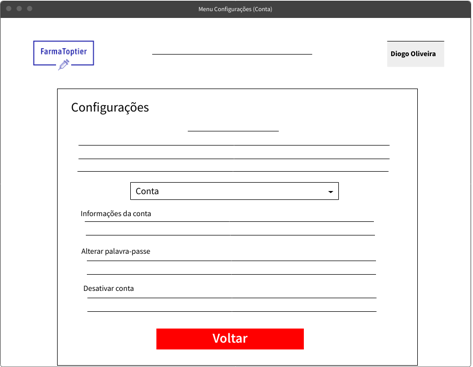 Menu Configurações (Conta)
FarmaToptier
Diogo Oliveira
Configurações
Conta
Informações da conta
Alterar palavra-passe
Desativar conta
Voltar